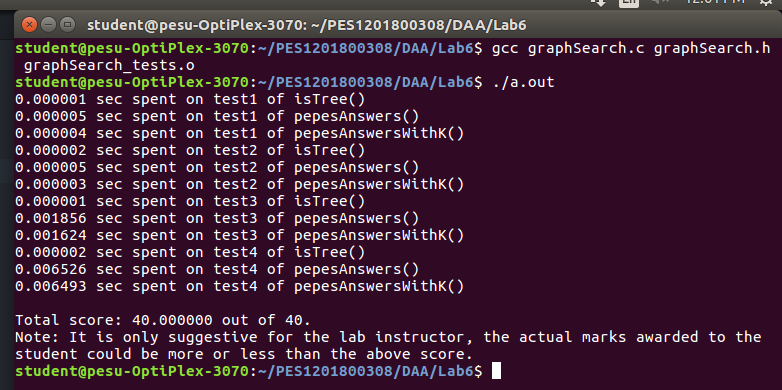 student@pesu-OptiPlex-3070: ~/PES1201800308/DAA/Lab6
student@pesu-OptiPlex-3070:~/PES1201800308/DAA/Lab6$ gcc graphSearch.c graphSearch.h
graphSearch_tests.o
student@pesu-OptiPlex-3070:~/PES1201800308/DAA/Lab6$ ./a.out
0.000001 sec spent on test1 of isTree()
0.000005 sec spent on test1 of pepesAnswers()
0.000004 sec spent on test1 of pepesAnswersWithK()
0.000002 sec spent on test2 of isTree()
0.000005 sec spent on test2 of pepesAnswers()
0.000003 sec spent on test2 of pepesAnswersWithK()
0.000001 sec spent on test3 of isTree()
0.001856 sec spent on test3 of pepesAnswers()
0.001624 sec spent on test3 of pepesAnswersWithK()
0.000002 sec spent on test4 of isTree()
0.006526 sec spent on test4 of pepesAnswers()
0.006493 sec spent on test4 of pepesAnswersWithK()
Total score: 40.000000 out of 40.
Note: It is only suggestive for the lab instructor, the actual marks awarded to the
student could be more or less than the above score.
student@pesu-OptiPlex-3070:~/PES1201800308/DAA/Lab6$